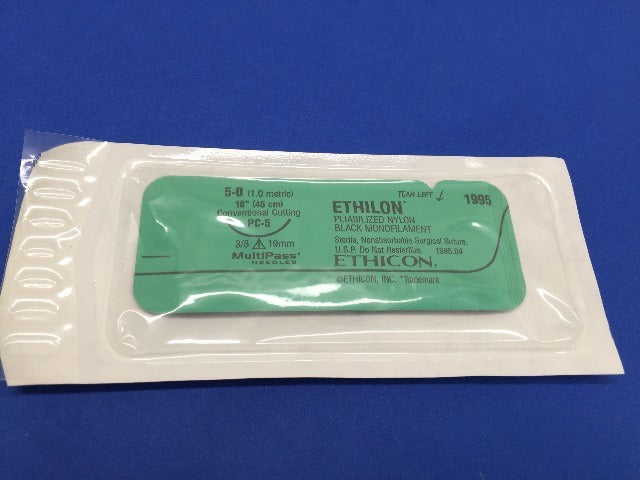 5-0 (1.0 metric)
18" (45 cm)
Conventional Cutting
PC-5
3/8 19mm
MultiPass*
NEEDLES
TEAR LEFT
1995
ETHILON*
PLIABILIZED NYLON
BLACK MONOFILAMENT
Sterile, Nonabsorbable Surgical Suture,
U.S.P. Do Not Resterilize. 1995.04
ETHICON.
©ETHICON, INC. *Trademark